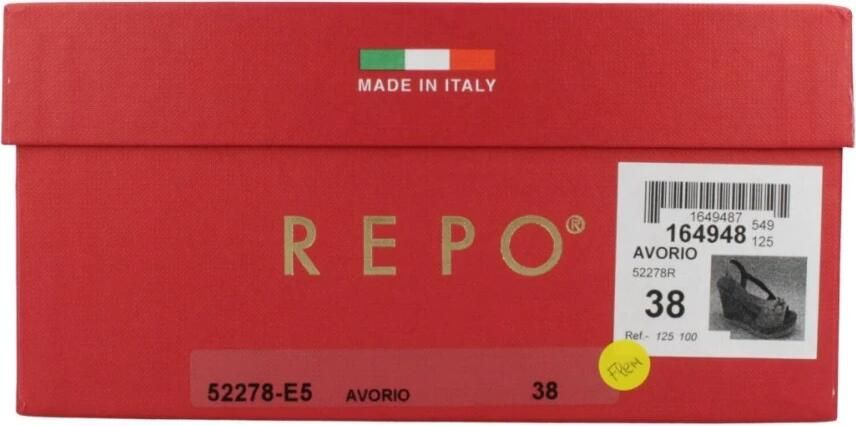 MADE IN ITALY
REPO®
1649487
549
164948
125
AVORIO
52278R
38
Ref.- 125 100
52278-E5 AVORIO 38